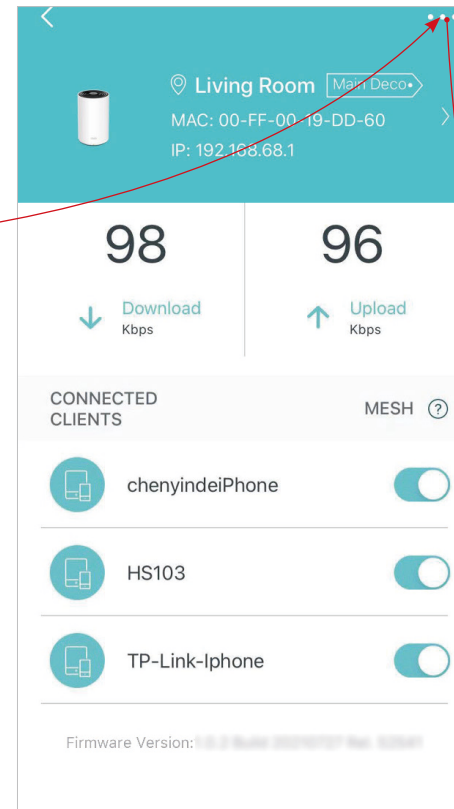 Living Room Main Deco
MAC: 00-FF-00-19-DD-60
IP: 192.168.68.1
98 96
Download Upload
Kbps Kbps
CONNECTED
CLIENTS
MESH ?
chenyindeiPhone
HS103
TP-Link-Iphone
Firmware Version: